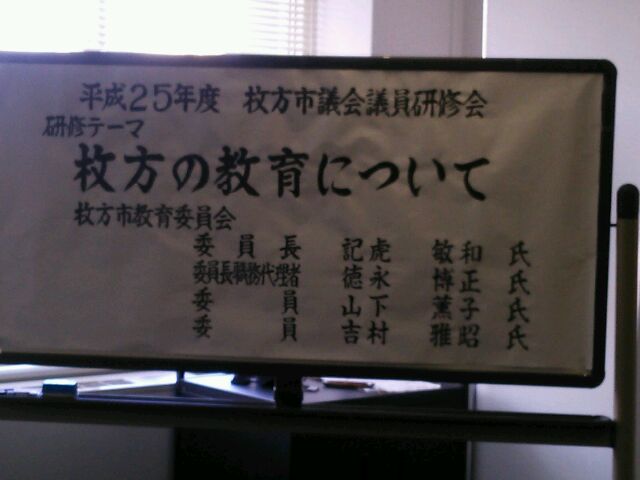 平成25年度 枚方市議会議員研修会
研修テーマ
枚方の教育について
枚方市教育委員会
委員長 記虎 敏和 氏
委員長職務代理者 徳永 博正 氏
委員 山下 薫子 氏
委員 吉村 雅昭 氏